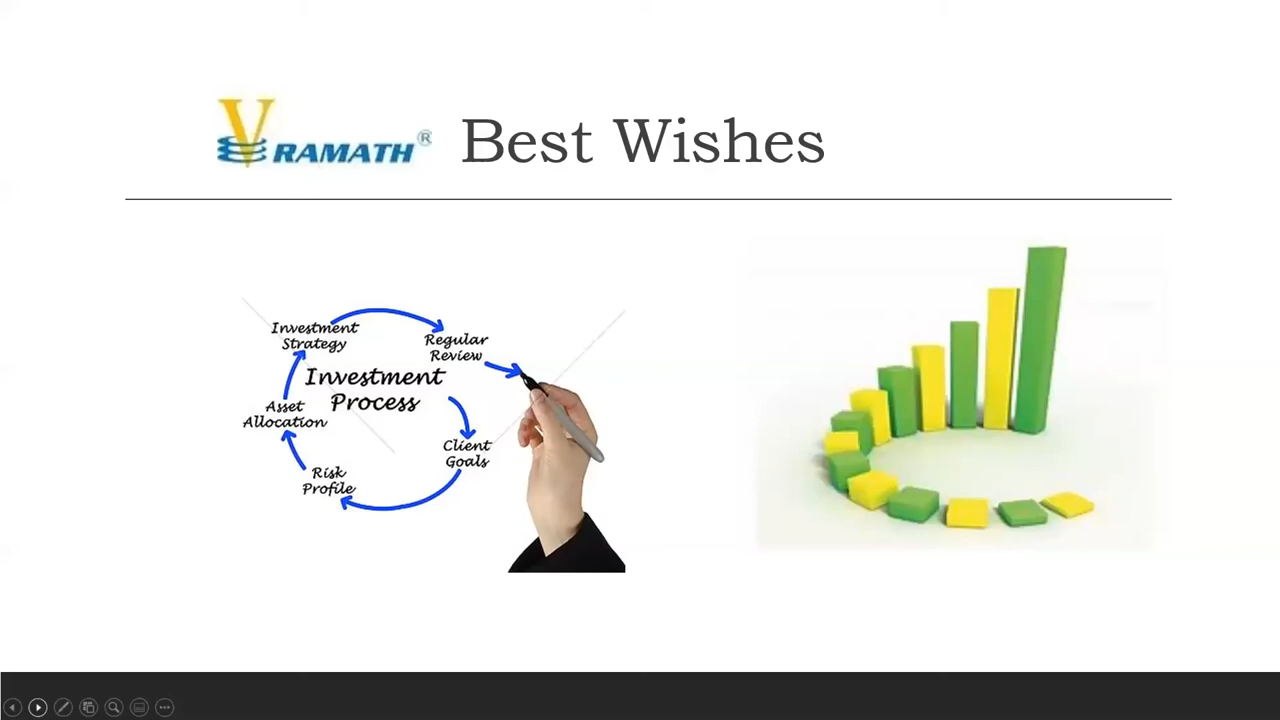 VRAMATH®
Best Wishes
Investment
Strategy
Regular
Review
Investment
Process
Asset
Allocation
Client
Goals
Risk
Profile